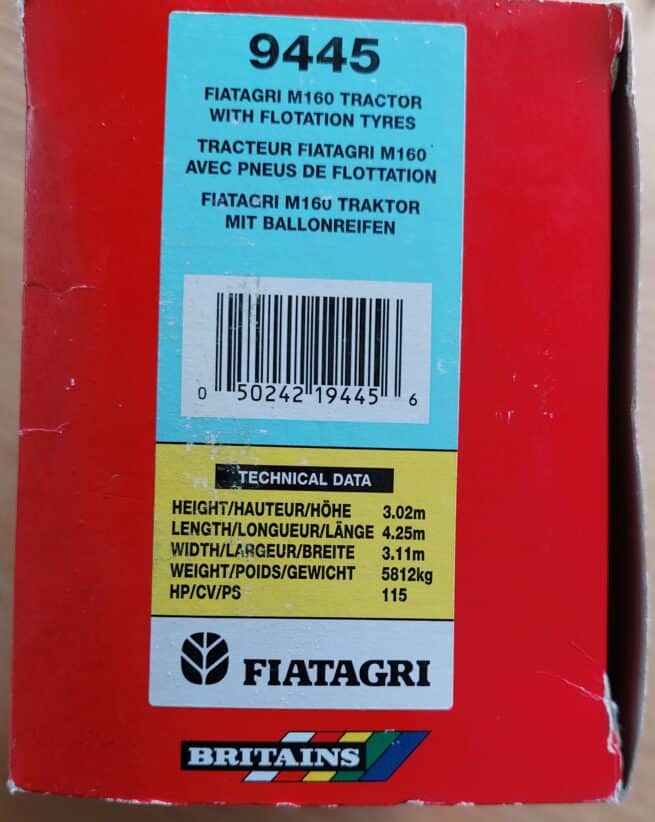 9445
FIATAGRI M160 TRACTOR
WITH FLOTATION TYRES
TRACTEUR FIATAGRI M160
AVEC PNEUS DE FLOTTATION
FIATAGRI M160 TRAKTOR
MIT BALLONREIFEN
0 50242 19445 6
TECHNICAL DATA
HEIGHT/HAUTEUR/HÖHE 3.02m
LENGTH/LONGUEUR/LÄNGE 4.25m
WIDTH/LARGEUR/BREITE 3.11m
WEIGHT/POIDS/GEWICHT 5812kg
HP/CV/PS 115
FIATAGRI
BRITAINS